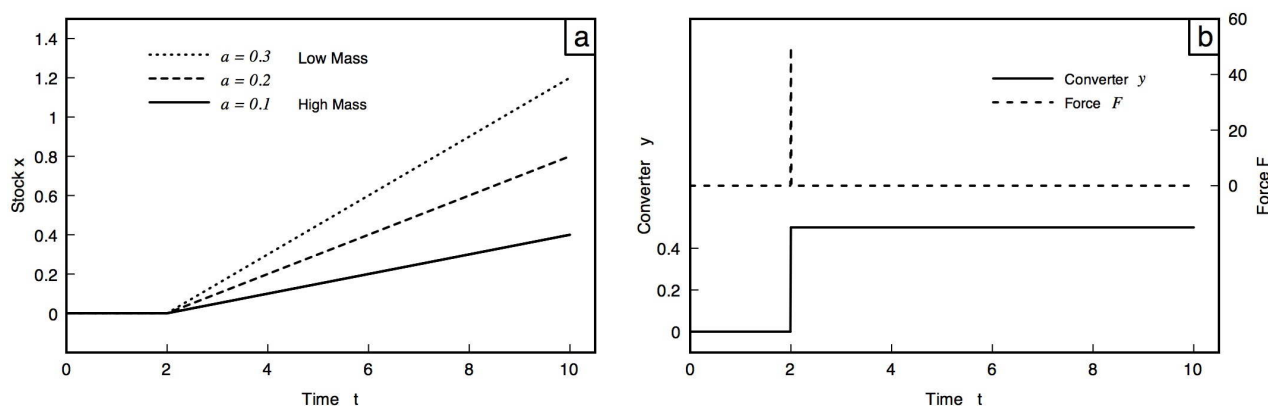 a
1.4
1.2
1.0
0.8
0.6
0.4
0.2
0
Stock x
a = 0.3 Low Mass
a = 0.2
a = 0.1 High Mass
0 2 4 6 8 10
Time t
b
60
40
20
0
Force F
Converter y
Force F
Converter y
0.4
0.2
0
0 2 4 6 8 10
Time t